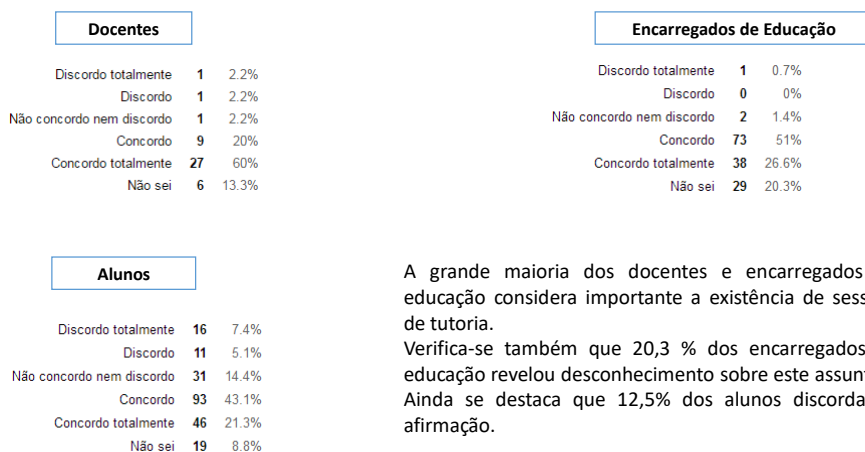 Docentes
Discordo totalmente 1 2.2%
Discordo 1 2.2%
Não concordo nem discordo 1 2.2%
Concordo 9 20%
Concordo totalmente 27 60%
Não sei 6 13.3%
Encarregados de Educação
Discordo totalmente 1 0.7%
Discordo 0 0%
Não concordo nem discordo 2 1.4%
Concordo 73 51%
Concordo totalmente 38 26.6%
Não sei 29 20.3%
Alunos
Discordo totalmente 16 7.4%
Discordo 11 5.1%
Não concordo nem discordo 31 14.4%
Concordo 93 43.1%
Concordo totalmente 46 21.3%
Não sei 19 8.8%
A grande maioria dos docentes e encarregados
educação considera importante a existência de
de tutoria.
Verifica-se também que 20,3 % dos encarregados
educação revelou desconhecimento sobre este
Ainda se destaca que 12,5% dos alunos
afirmação.